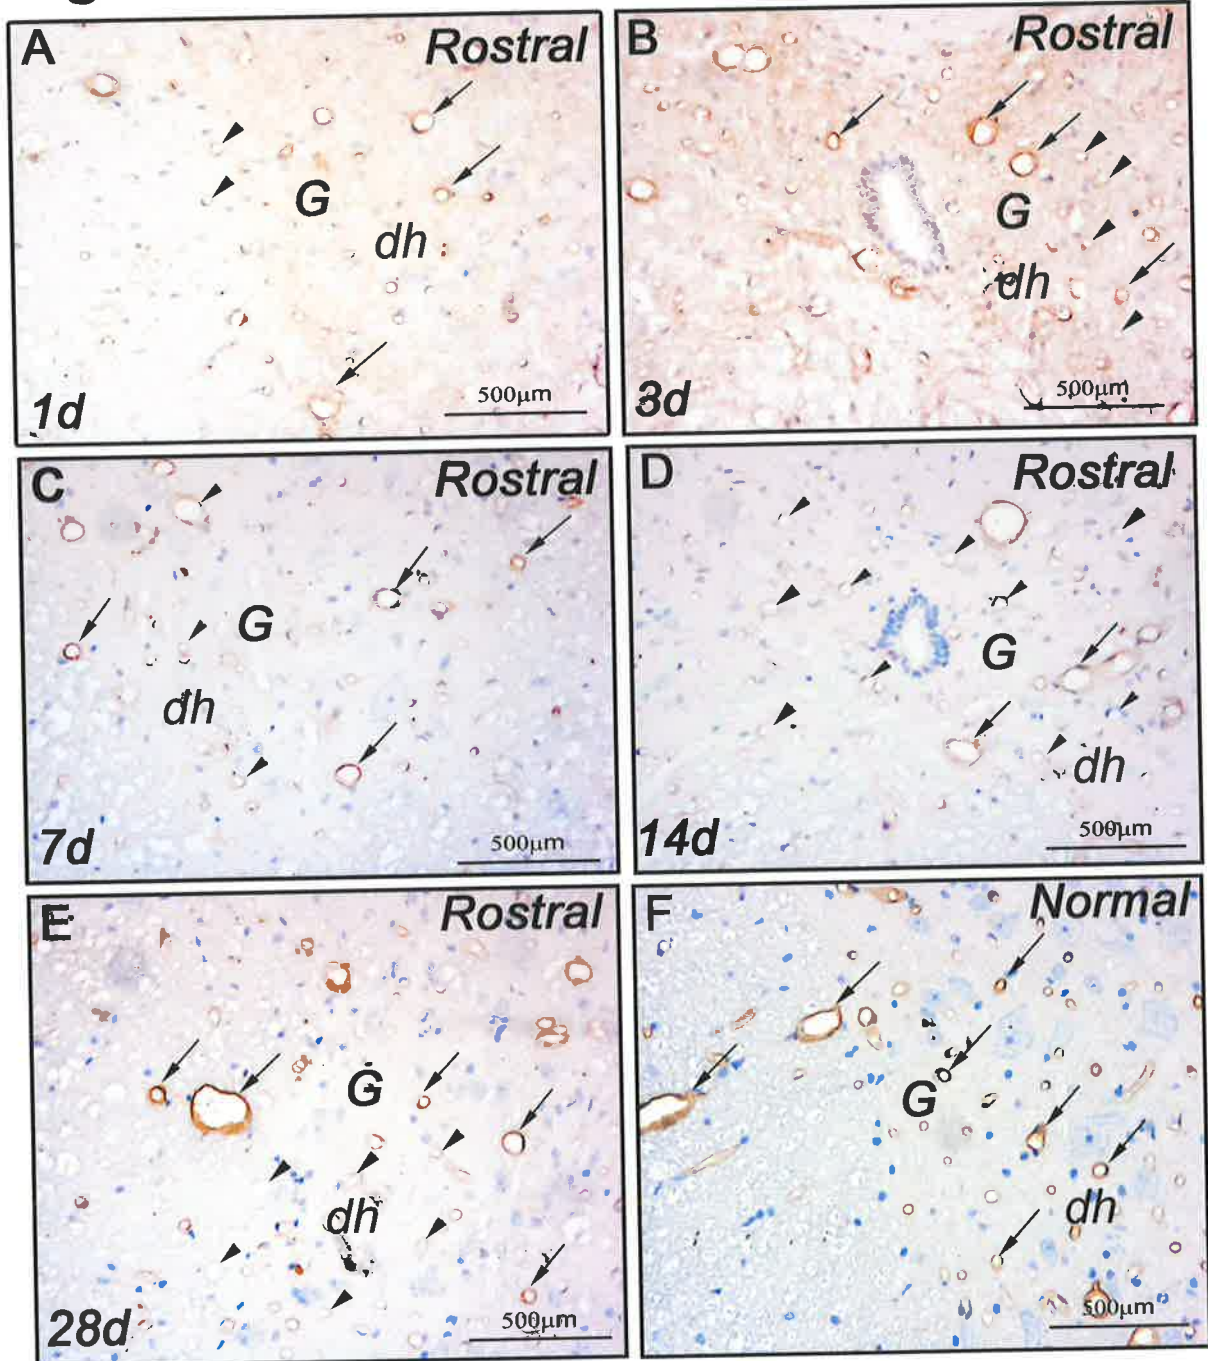 A Rostral
G
dh
500µm
1d
B Rostral
G
dh
500µm
3d
C Rostral
G
dh
500µm
7d
D Rostral
G
dh
500µm
14d
E Rostral
G
dh
500µm
28d
F Normal
G
dh
500µm